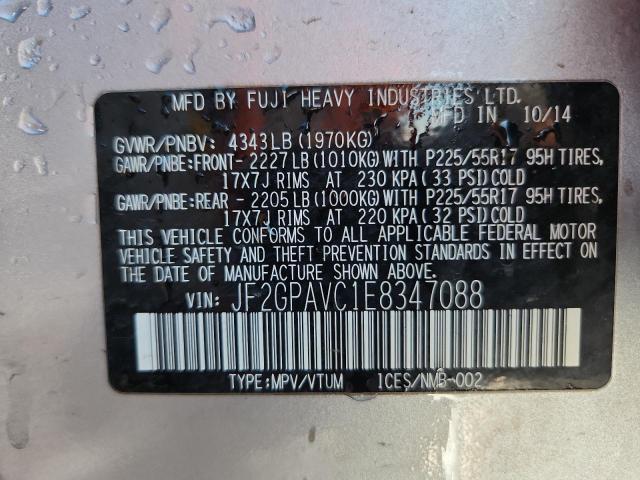 MFD BY FUJI HEAVY INDUSTRIES LTD.
MFD IN 10/14
GVWR/PNBV: 4343LB (1970KG)
GAWR/PNBE:FRONT- 2227LB(1010KG)WITH P225/55R17 95H TIRES,
17X7J RIMS AT 230 KPA (33 PSI)COLD
GAWR/PNBE:REAR - 2205LB(1000KG)WITH P225/55R17 95H TIRES,
17X7J RIMS AT 220 KPA (32 PSI)COLD
THIS VEHICLE CONFORMS TO ALL APPLICABLE FEDERAL MOTOR
VEHICLE SAFETY AND THEFT PREVENTION STANDARDS IN EFFECT ON
THE DATE OF MANUFACTURE SHOWN ABOVE.
VIN: JF2GPAVC1E8347088
TYPE:MPV/VTUM 1CES/NMB-002